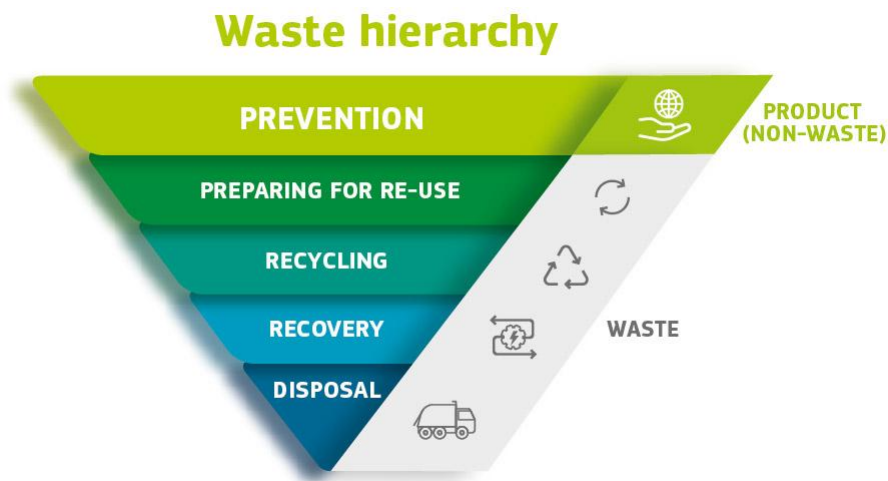 Waste hierarchy
PREVENTION
PRODUCT
(NON-WASTE)
PREPARING FOR RE-USE
RECYCLING
RECOVERY
WASTE
DISPOSAL